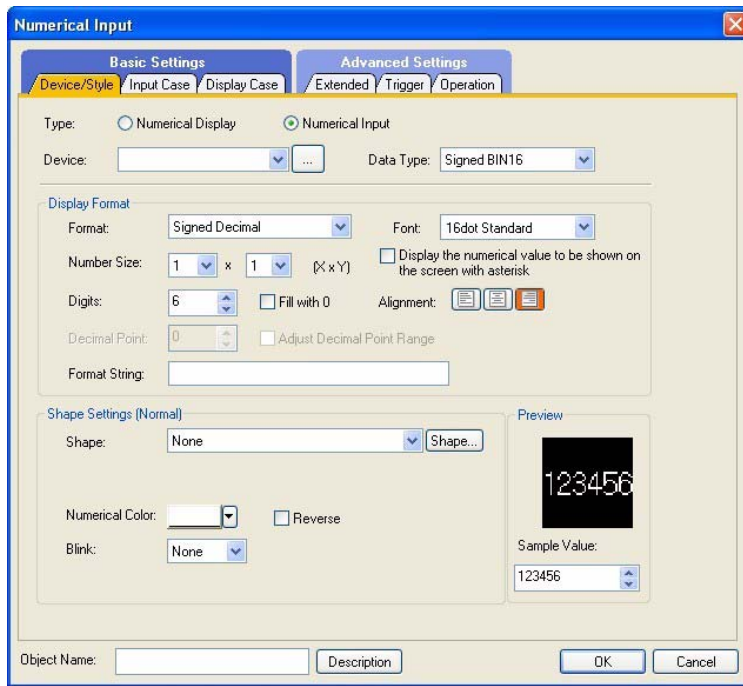 Numerical Input
Basic Settings Advanced Settings
Device/Style Input Case Display Case Extended Trigger Operation
Type: Numerical Display Numerical Input
Device: ... Data Type: Signed BIN16
Display Format
Format: Signed Decimal Font: 16dot Standard
Number Size: 1 x 1 (X x Y) Display the numerical value to be shown on
the screen with asterisk
Digits: 6 Fill with 0 Alignment:
Decimal Point: 0 Adjust Decimal Point Range
Format String:
Shape Settings (Normal) Preview
Shape: None Shape...
123456
Numerical Color: Reverse
Blink: None Sample Value:
123456
Object Name: Description OK Cancel